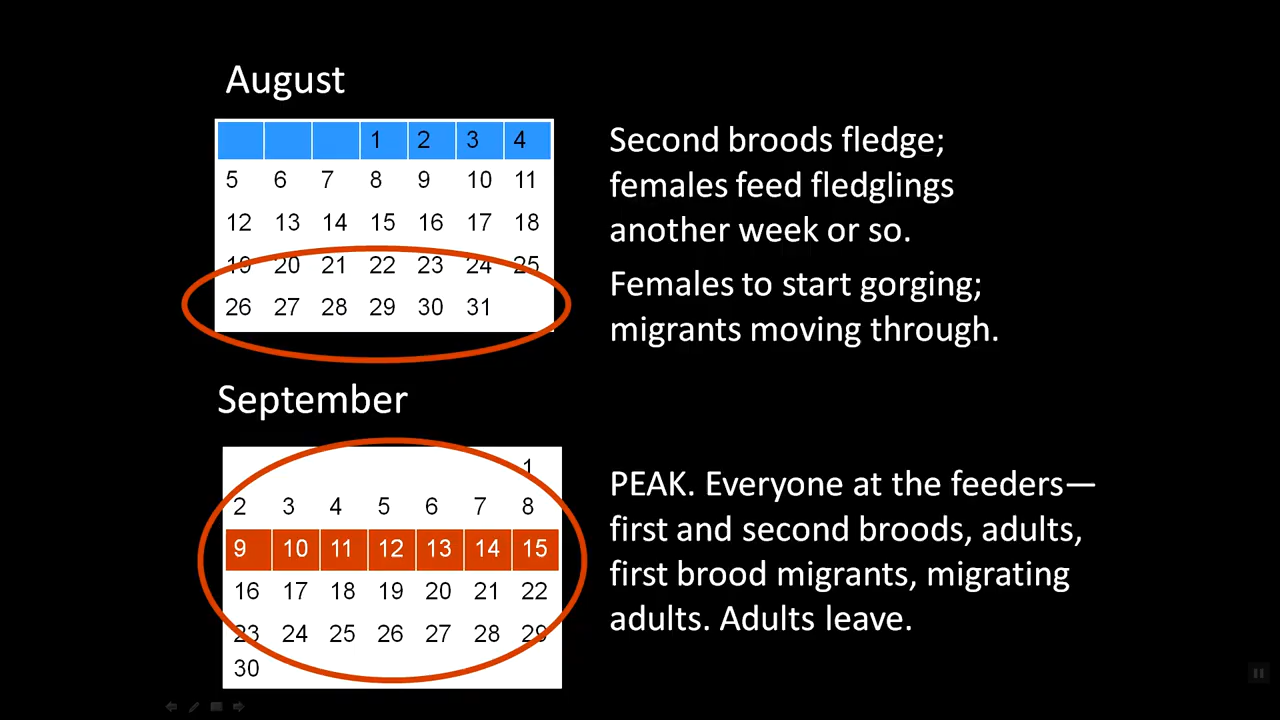 August
1 2 3 4
5 6 7 8 9 10 11
12 13 14 15 16 17 18
19 20 21 22 23 24 25
26 27 28 29 30 31
Second broods fledge;
females feed fledglings
another week or so.
Females to start gorging;
migrants moving through.
September
1
2 3 4 5 6 7 8
9 10 11 12 13 14 15
16 17 18 19 20 21 22
23 24 25 26 27 28 29
30
PEAK. Everyone at the feeders—
first and second broods, adults,
first brood migrants, migrating
adults. Adults leave.